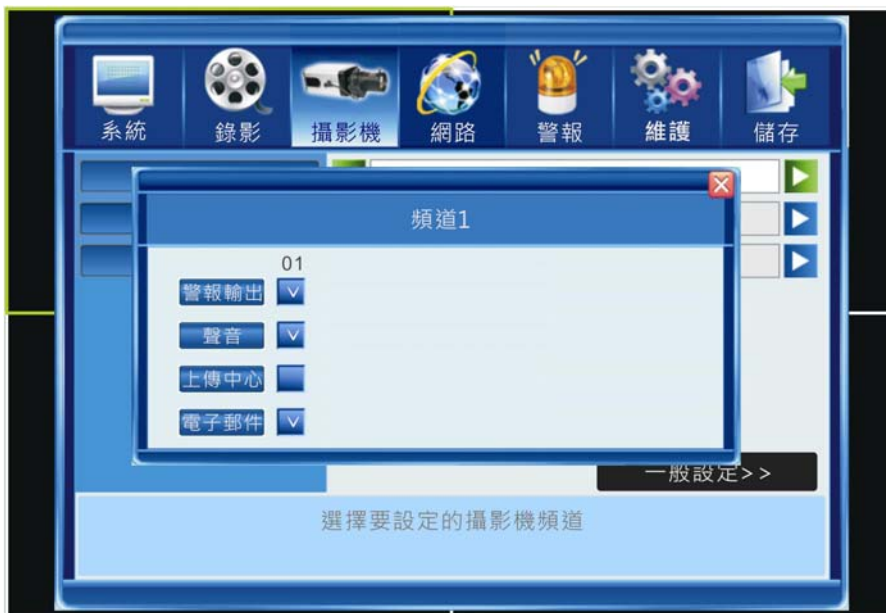 系統 錄影 攝影機 網路 警報 維護 儲存
頻道1
01
警報輸出 V
聲音 V
上傳中心
電子郵件 V
一般設定>>
選擇要設定的攝影機頻道